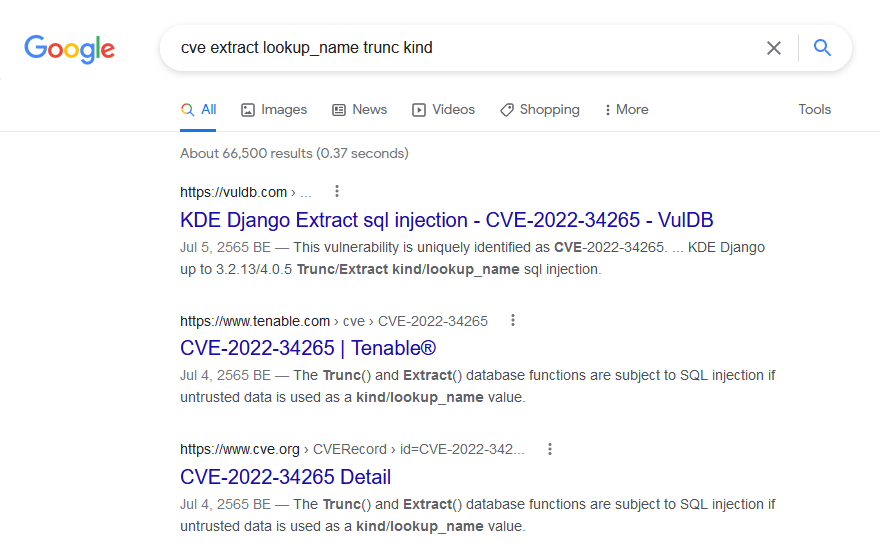 Google
cve extract lookup_name trunc kind
All Images News Videos Shopping More Tools
About 66,500 results (0.37 seconds)
https://vuldb.com › ...
KDE Django Extract sql injection - CVE-2022-34265 - VulDB
Jul 5, 2565 BE — This vulnerability is uniquely identified as CVE-2022-34265. ... KDE Django
up to 3.2.13/4.0.5 Trunc/Extract kind/lookup_name sql injection.
https://www.tenable.com › cve › CVE-2022-34265
CVE-2022-34265 | Tenable®
Jul 4, 2565 BE — The Trunc() and Extract() database functions are subject to SQL injection if
untrusted data is used as a kind/lookup_name value.
https://www.cve.org › CVERecord › id=CVE-2022-342...
CVE-2022-34265 Detail
Jul 4, 2565 BE — The Trunc() and Extract() database functions are subject to SQL injection if
untrusted data is used as a kind/lookup_name value.